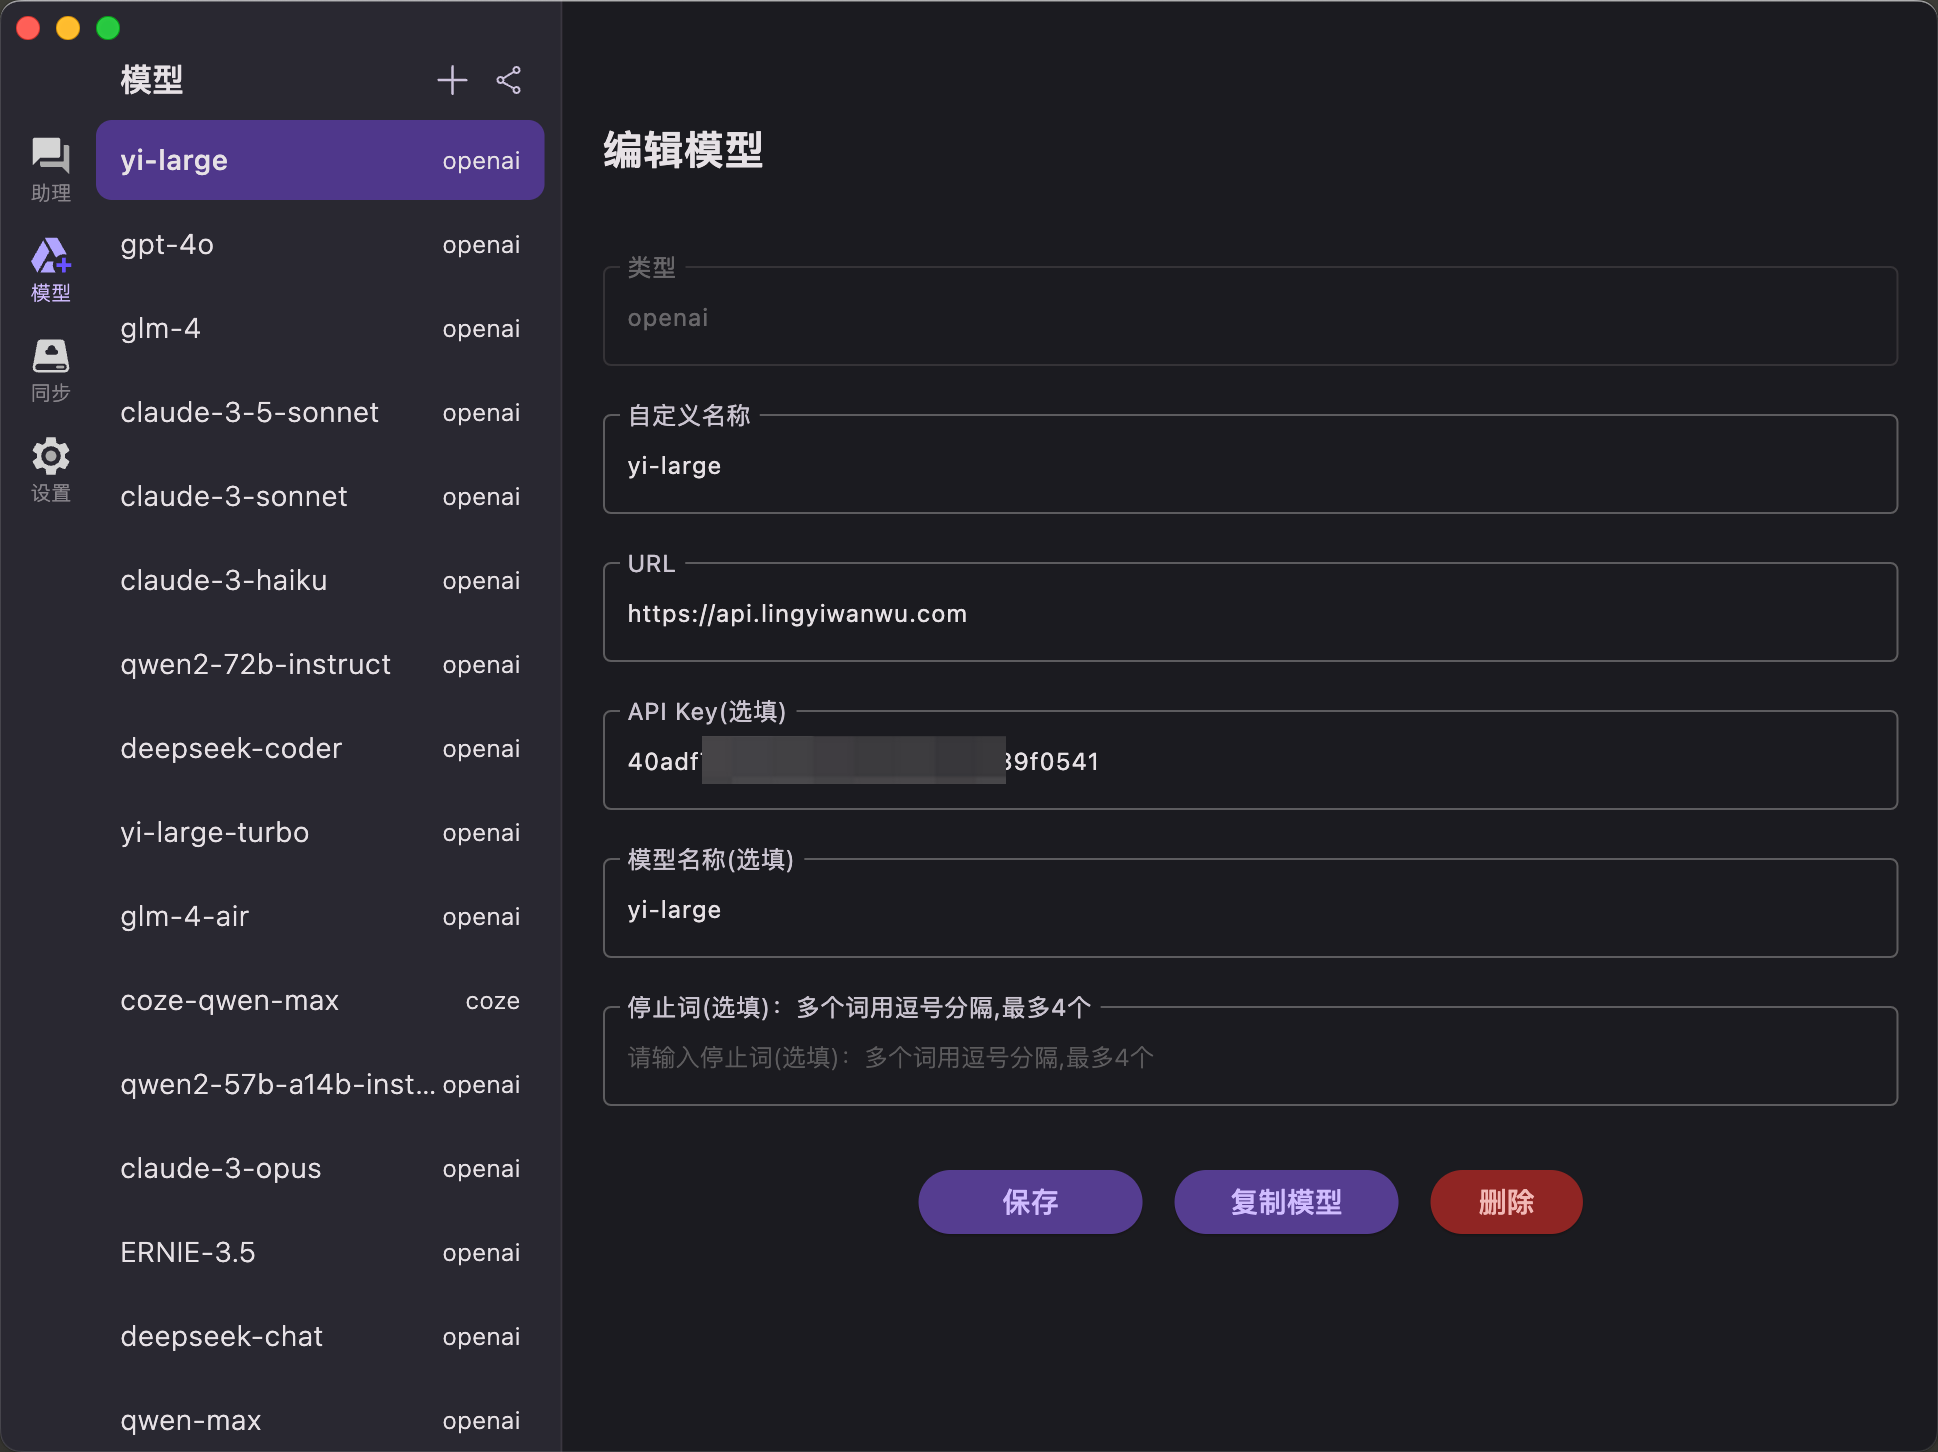 模型
助理
模型
同步
设置
yi-large openai
gpt-4o openai
glm-4 openai
claude-3-5-sonnet openai
claude-3-sonnet openai
claude-3-haiku openai
qwen2-72b-instruct openai
deepseek-coder openai
yi-large-turbo openai
glm-4-air openai
coze-qwen-max coze
qwen2-57b-a14b-inst... openai
claude-3-opus openai
ERNIE-3.5 openai
deepseek-chat openai
qwen-max openai
编辑模型
类型
openai
自定义名称
yi-large
URL
https://api.lingyiwanwu.com
API Key(选填)
40adf 9f0541
模型名称(选填)
yi-large
停止词(选填)：多个词用逗号分隔,最多4个
请输入停止词(选填)：多个词用逗号分隔,最多4个
保存 复制模型 删除